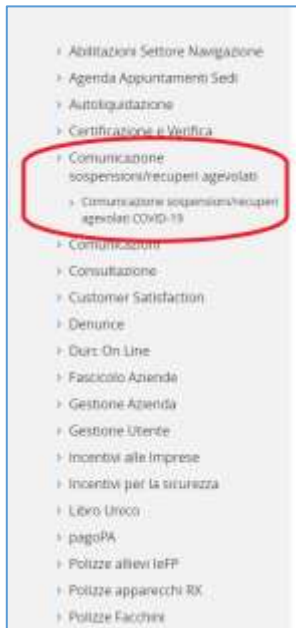 Abilitazioni Settore Navigazione
Agenda Appuntamenti Sedi
Autoliquidazione
Certificazione e Verifica
Comunicazione
sospensioni/recuperi agevolati
Comunicazione sospensioni/recuperi
agevolati COVID-19
Comunicazioni
Consultazione
Customer Satisfaction
Denunce
Durc On Line
Fascicolo Aziende
Gestione Azienda
Gestione Utente
Incentivi alle Imprese
Incentivi per la sicurezza
Libro Unico
pagoPA
Polizze allievi IeFP
Polizze apparecchi RX
Polizze Facchini